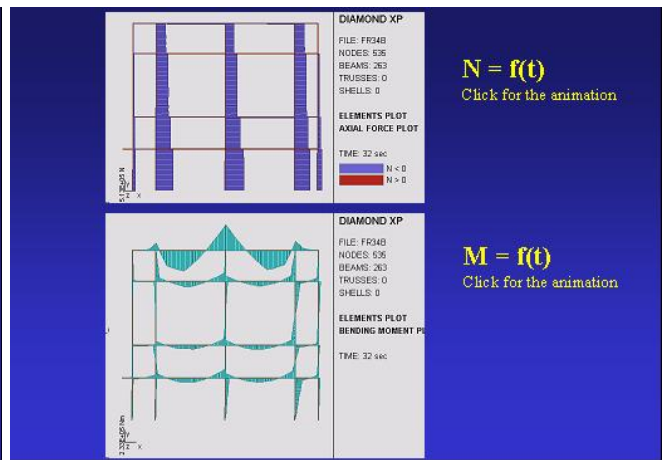 DIAMOND XP
FILE: FR34B
NODES: 535
BEAMS: 263
TRUSSES: 0
SHELLS: 0
ELEMENTS PLOT
AXIAL FORCE PLOT
TIME: 32 sec
N < 0
N > 0
Y
Z X
N = f(t)
Click for the animation
DIAMOND XP
FILE: FR34B
NODES: 535
BEAMS: 263
TRUSSES: 0
SHELLS: 0
ELEMENTS PLOT
BENDING MOMENT PL
TIME: 32 sec
Z X
M = f(t)
Click for the animation